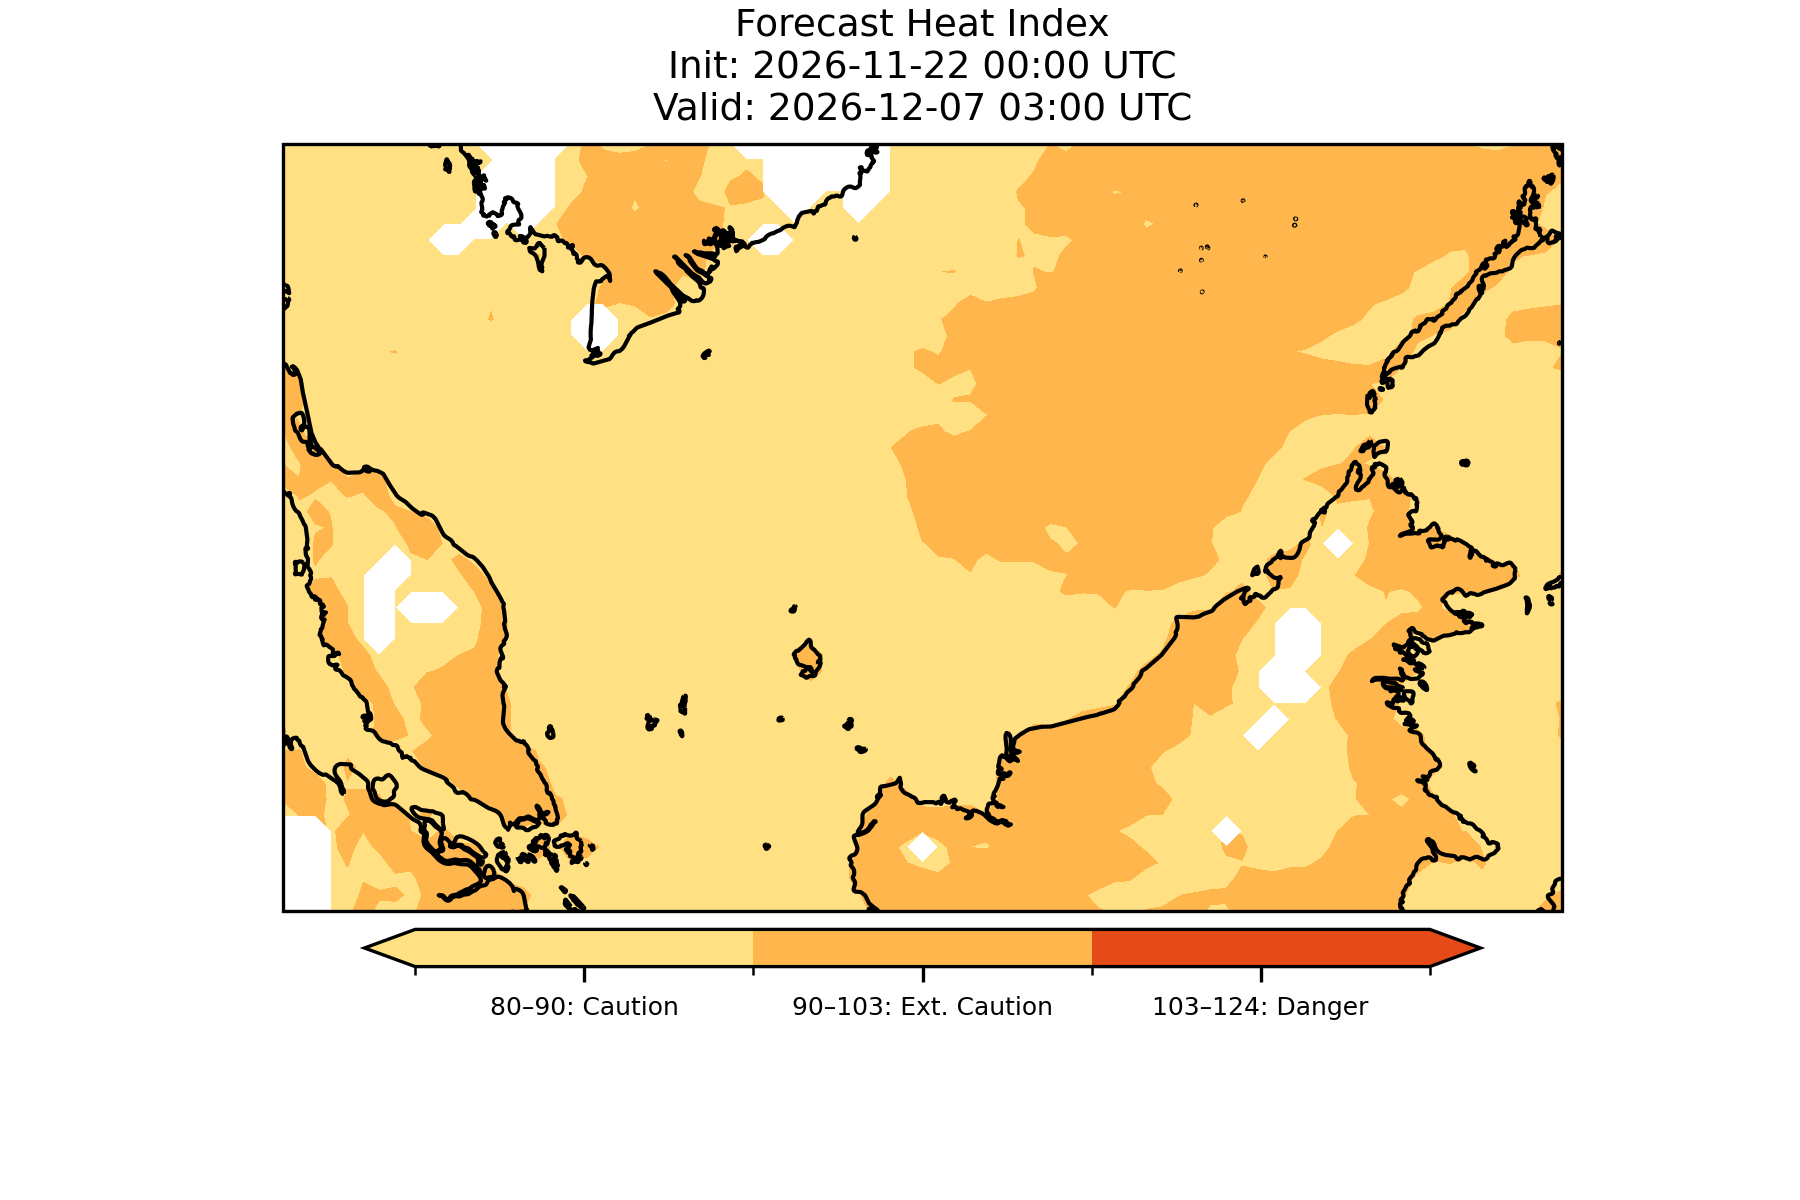 Forecast Heat Index
Init: 2026-11-22 00:00 UTC
Valid: 2026-12-07 03:00 UTC
80–90: Caution
90–103: Ext. Caution
103–124: Danger